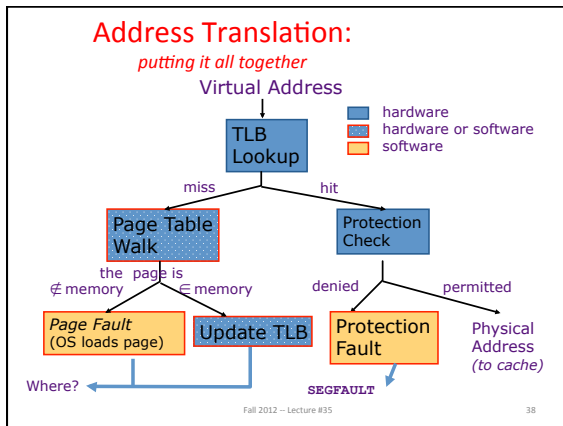 Address Translation:
putting it all together
Virtual Address
hardware
hardware or software
software
TLB
Lookup
miss
hit
Page Table
Walk
Protection
Check
the page is
∉ memory
∈ memory
denied
permitted
Page Fault
(OS loads page)
Update TLB
Protection
Fault
Physical
Address
(to cache)
Where?
SEGFAULT
Fall 2012 -- Lecture #35
38